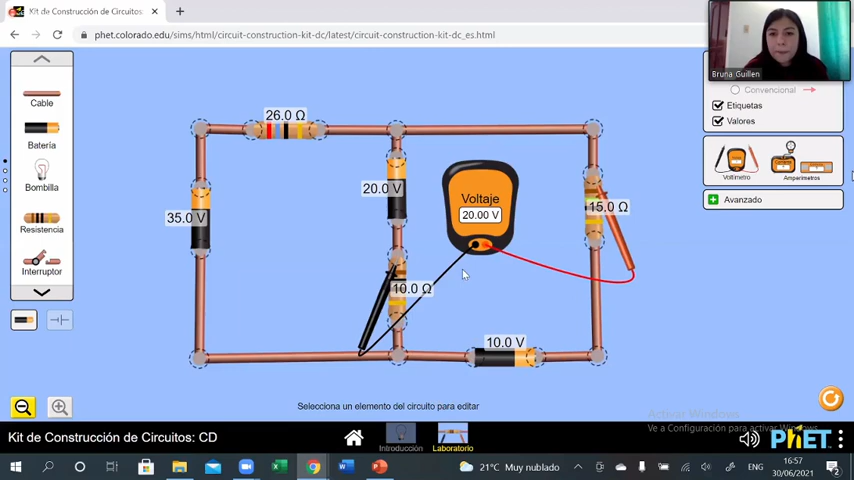 Kit de Construcción de Circuitos:
phet.colorado.edu/sims/html/circuit-construction-kit-dc/latest/circuit-construction-kit-dc_es.html
Bruna Guillen
Cable
Batería
Bombilla
Resistencia
Interruptor
26.0 Ω
35.0 V
20.0 V
Voltaje
20.00 V
15.0 Ω
10.0 Ω
10.0 V
Convencional
Etiquetas
Valores
Voltímetro
Amperímetros
Avanzado
Selecciona un elemento del circuito para editar
Activar Windows
Ve a Configuración para activar Windows.
Kit de Construcción de Circuitos: CD
Introducción
Laboratorio
PhET
21°C Muy nublado
ENG
16:57
30/06/2021
2